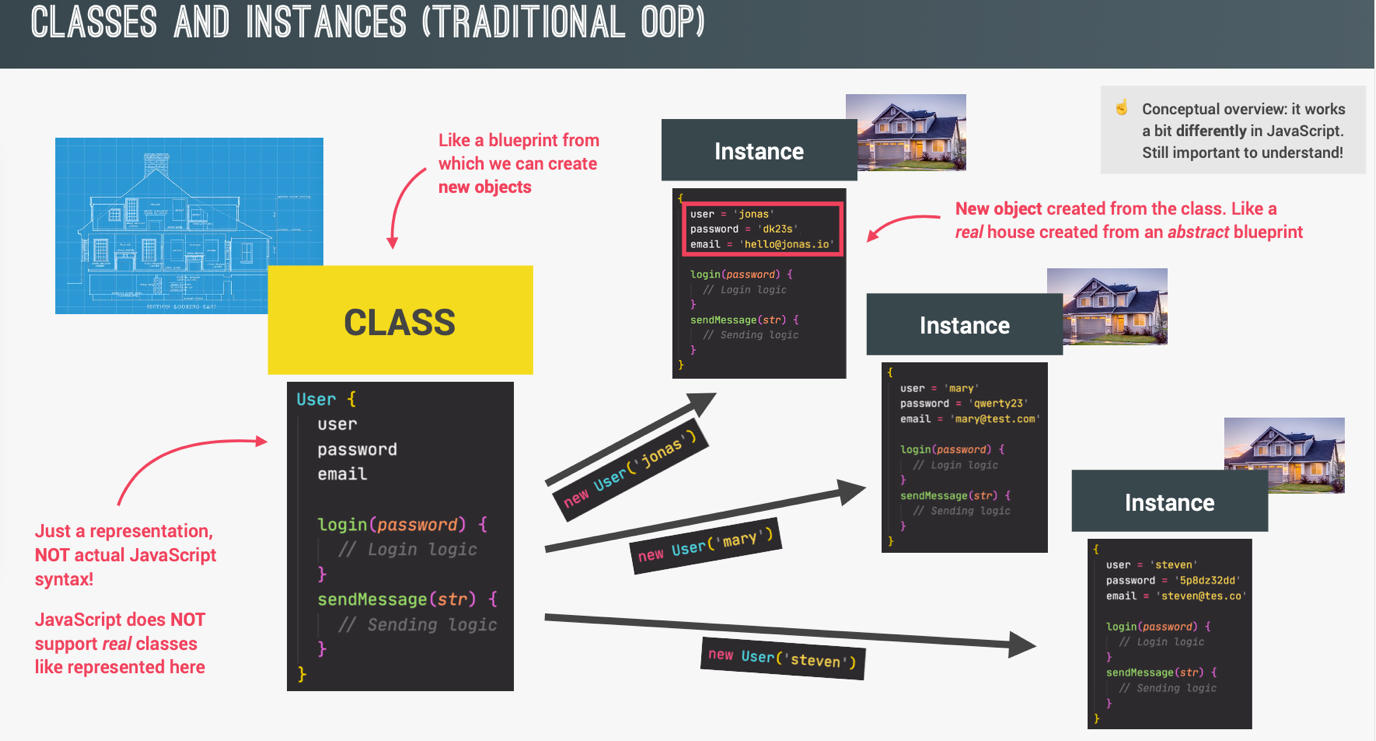 CLASSES AND INSTANCES (TRADITIONAL OOP)
☝️ Conceptual overview: it works
a bit differently in JavaScript.
Still important to understand!
Like a blueprint from
which we can create
new objects
SECTION LOOKING EAST
CLASS
User {
user
password
email
login(password) {
// Login logic
}
sendMessage(str) {
// Sending logic
}
}
Just a representation,
NOT actual JavaScript
syntax!
JavaScript does NOT
support real classes
like represented here
new User('jonas')
new User('mary')
new User('steven')
Instance
{
user = 'jonas'
password = 'dk23s'
email = 'hello@jonas.io'
login(password) {
// Login logic
}
sendMessage(str) {
// Sending logic
}
}
New object created from the class. Like a
real house created from an abstract blueprint
Instance
{
user = 'mary'
password = 'qwerty23'
email = 'mary@test.com'
login(password) {
// Login logic
}
sendMessage(str) {
// Sending logic
}
}
Instance
{
user = 'steven'
password = '5p8dz32dd'
email = 'steven@tes.co'
login(password) {
// Login logic
}
sendMessage(str) {
// Sending logic
}
}